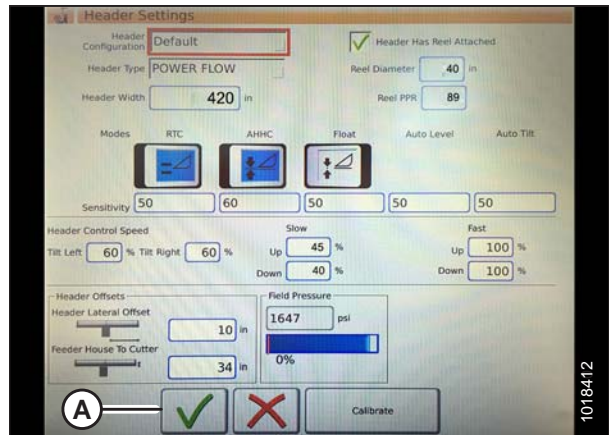 Header Settings
Header Configuration Default
Header Has Reel Attached
Header Type POWER FLOW
Reel Diameter 40 in
Header Width 420 in
Reel PPR 89
Modes RTC AHHC Float Auto Level Auto Tilt
Sensitivity 50 60 50 50 50
Header Control Speed
Slow Fast
Tilt Left 60 % Tilt Right 60 % Up 45 % Up 100 %
Down 40 % Down 100 %
Header Offsets
Field Pressure
Header Lateral Offset
10 in
1647 psi
Feeder House To Cutter
34 in
0%
A
Calibrate
1018412